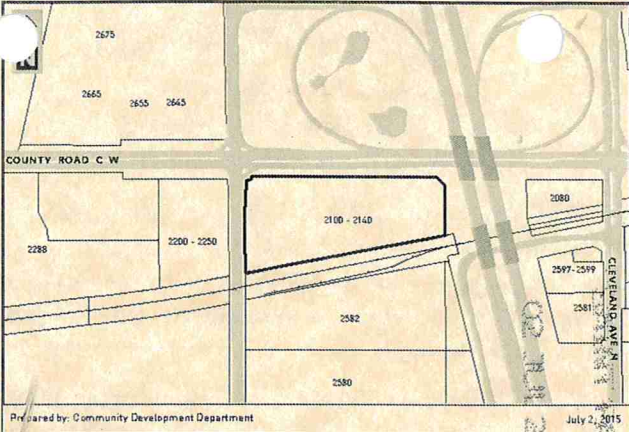 2675
2665
2655
2645
COUNTY ROAD C W
2288
2200 - 2250
2100 - 2140
2080
2597-2599
2581
CLEVELAND AVE N
2582
2580
Prepared by: Community Development Department
July 2, 2015